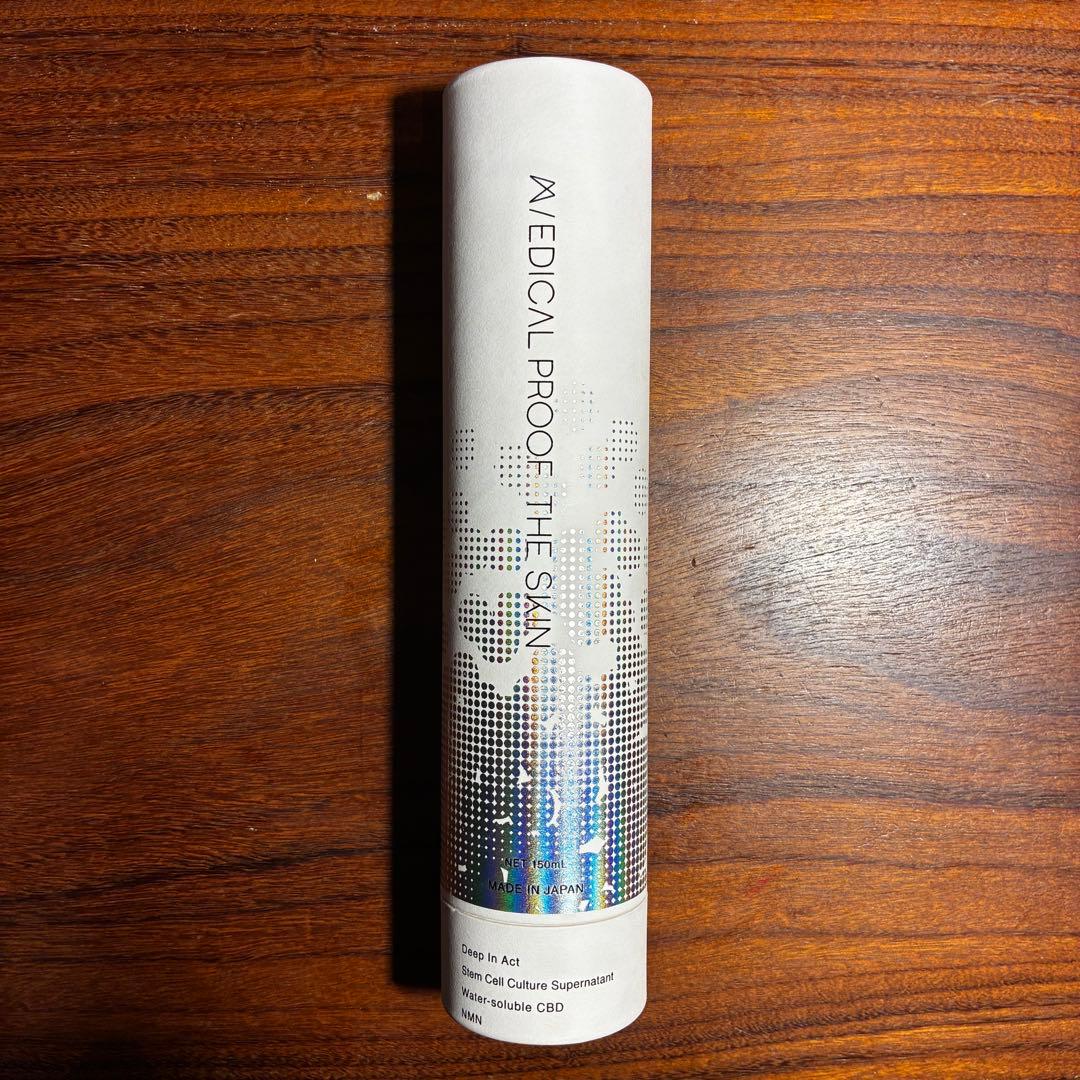 M/EDICAL PROOF THE SKIN
NET 150mL
MADE IN JAPAN
Deep In Act
Stem Cell Culture Supernatant
Water-soluble CBD
NMN